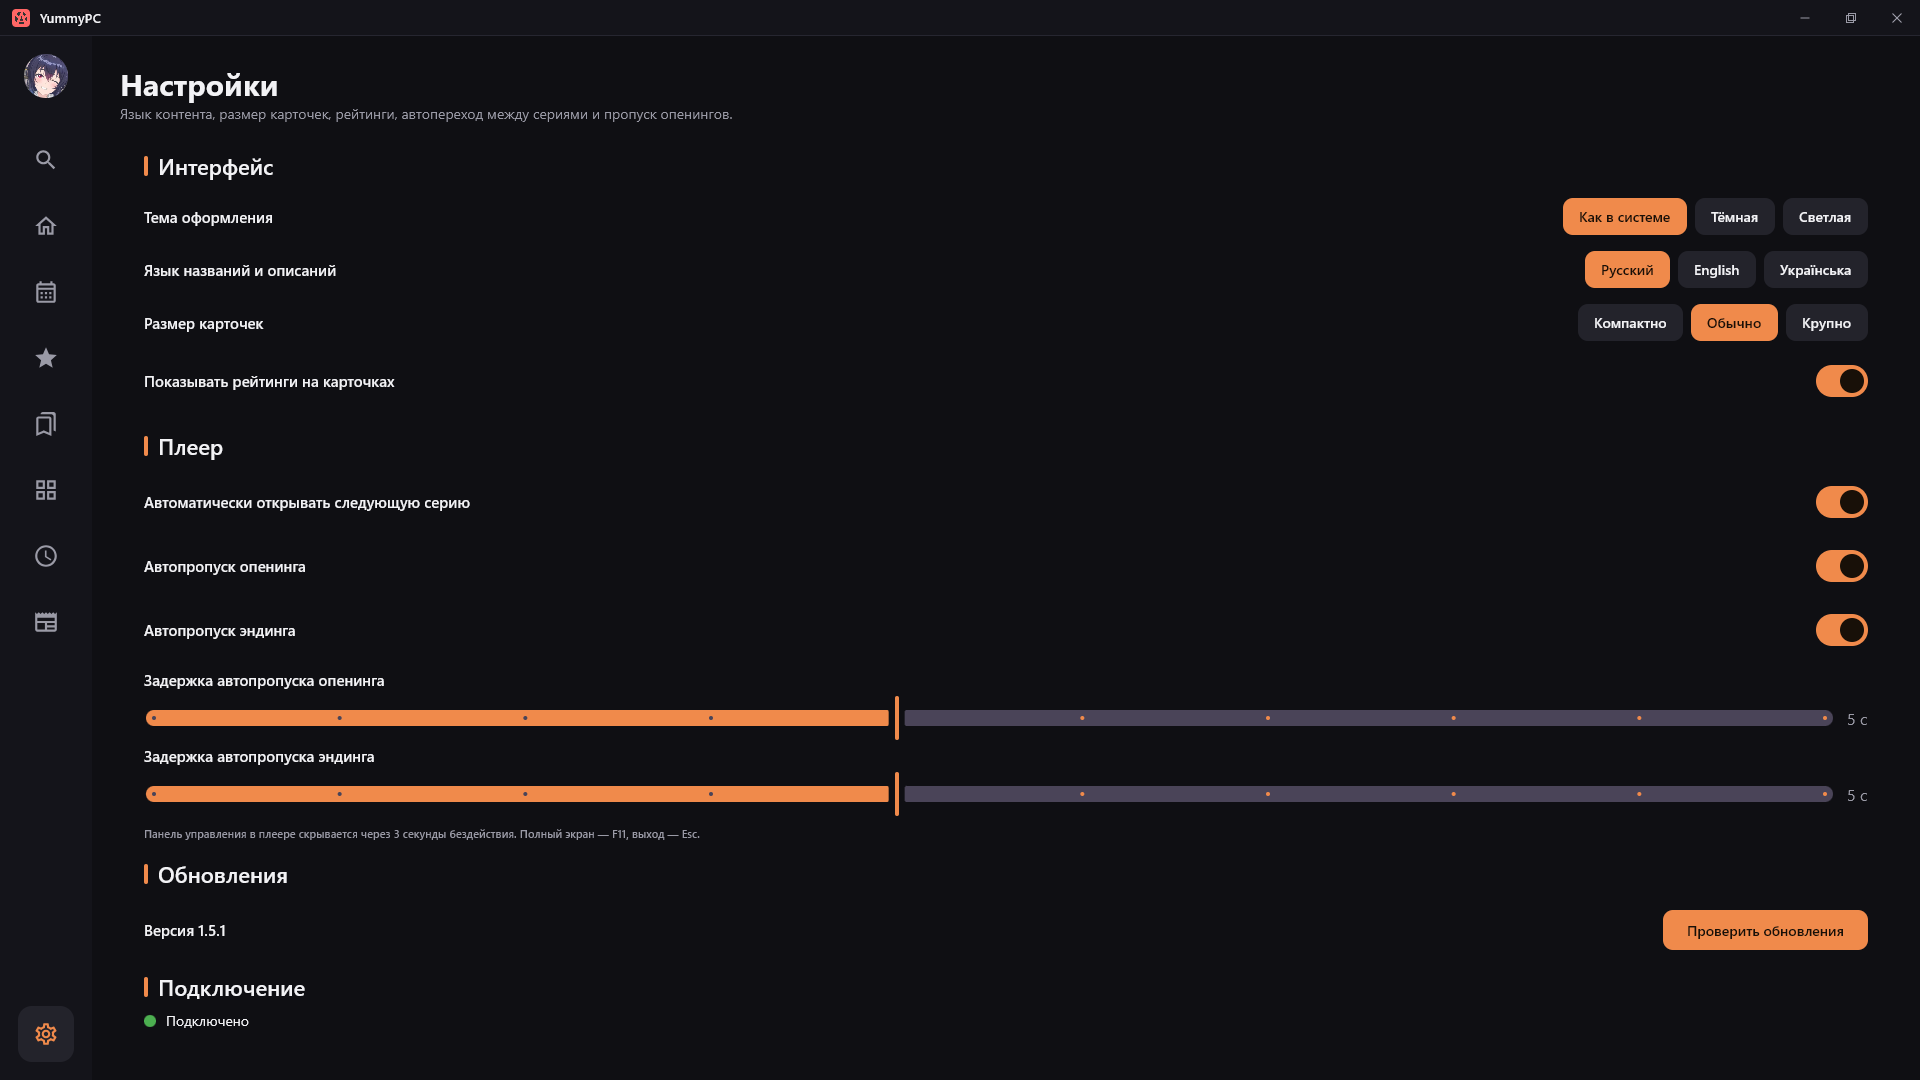 YummyPC
Настройки
Язык контента, размер карточек, рейтинги, автопереход между сериями и пропуск опенингов.
Интерфейс
Тема оформления
Как в системе
Тёмная
Светлая
Язык названий и описаний
Русский
English
Українська
Размер карточек
Компактно
Обычно
Крупно
Показывать рейтинги на карточках
Плеер
Автоматически открывать следующую серию
Автопропуск опенинга
Автопропуск эндинга
Задержка автопропуска опенинга
5 с
Задержка автопропуска эндинга
5 с
Панель управления в плеере скрывается через 3 секунды бездействия. Полный экран — F11, выход — Esc.
Обновления
Версия 1.5.1
Проверить обновления
Подключение
Подключено